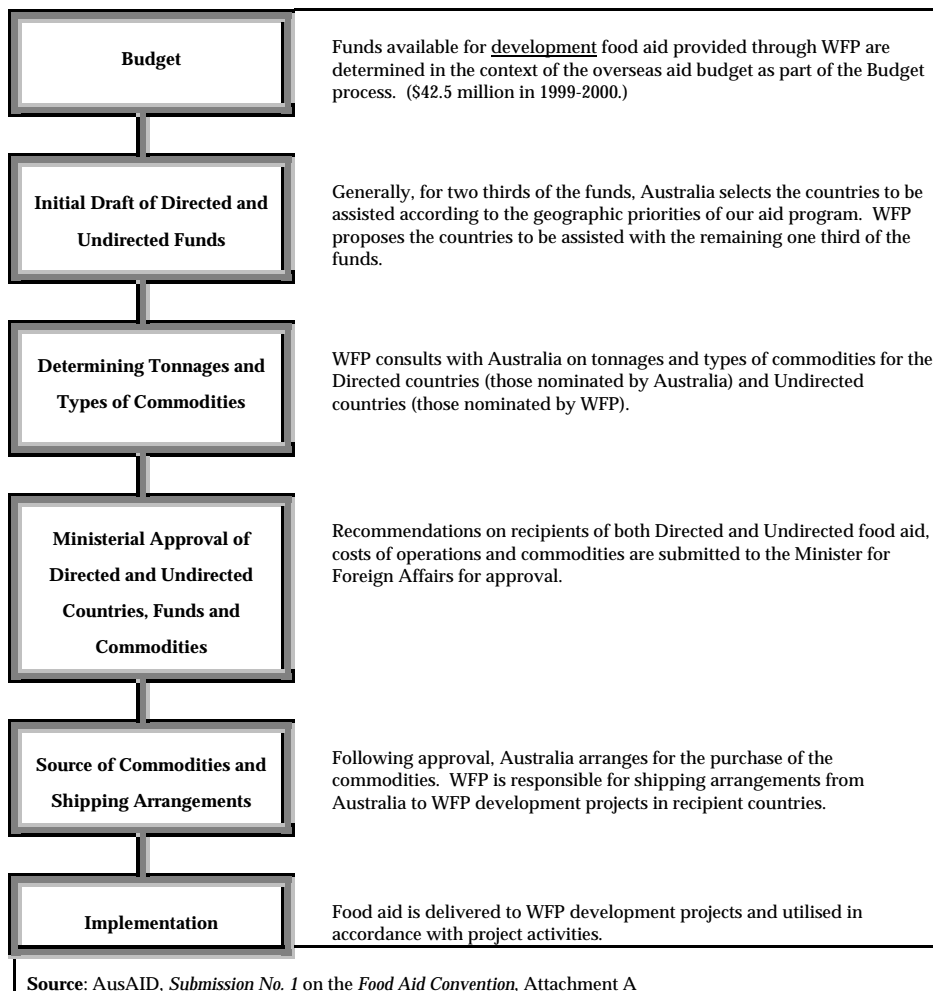 Budget
Funds available for development food aid provided through WFP are
determined in the context of the overseas aid budget as part of the Budget
process. ($42.5 million in 1999-2000.)
Initial Draft of Directed and
Undirected Funds
Generally, for two thirds of the funds, Australia selects the countries to be
assisted according to the geographic priorities of our aid program. WFP
proposes the countries to be assisted with the remaining one third of the
funds.
Determining Tonnages and
Types of Commodities
WFP consults with Australia on tonnages and types of commodities for the
Directed countries (those nominated by Australia) and Undirected
countries (those nominated by WFP).
Ministerial Approval of
Directed and Undirected
Countries, Funds and
Commodities
Recommendations on recipients of both Directed and Undirected food aid,
costs of operations and commodities are submitted to the Minister for
Foreign Affairs for approval.
Source of Commodities and
Shipping Arrangements
Following approval, Australia arranges for the purchase of the
commodities. WFP is responsible for shipping arrangements from
Australia to WFP development projects in recipient countries.
Implementation
Food aid is delivered to WFP development projects and utilised in
accordance with project activities.
Source: AusAID, Submission No. 1 on the Food Aid Convention, Attachment A